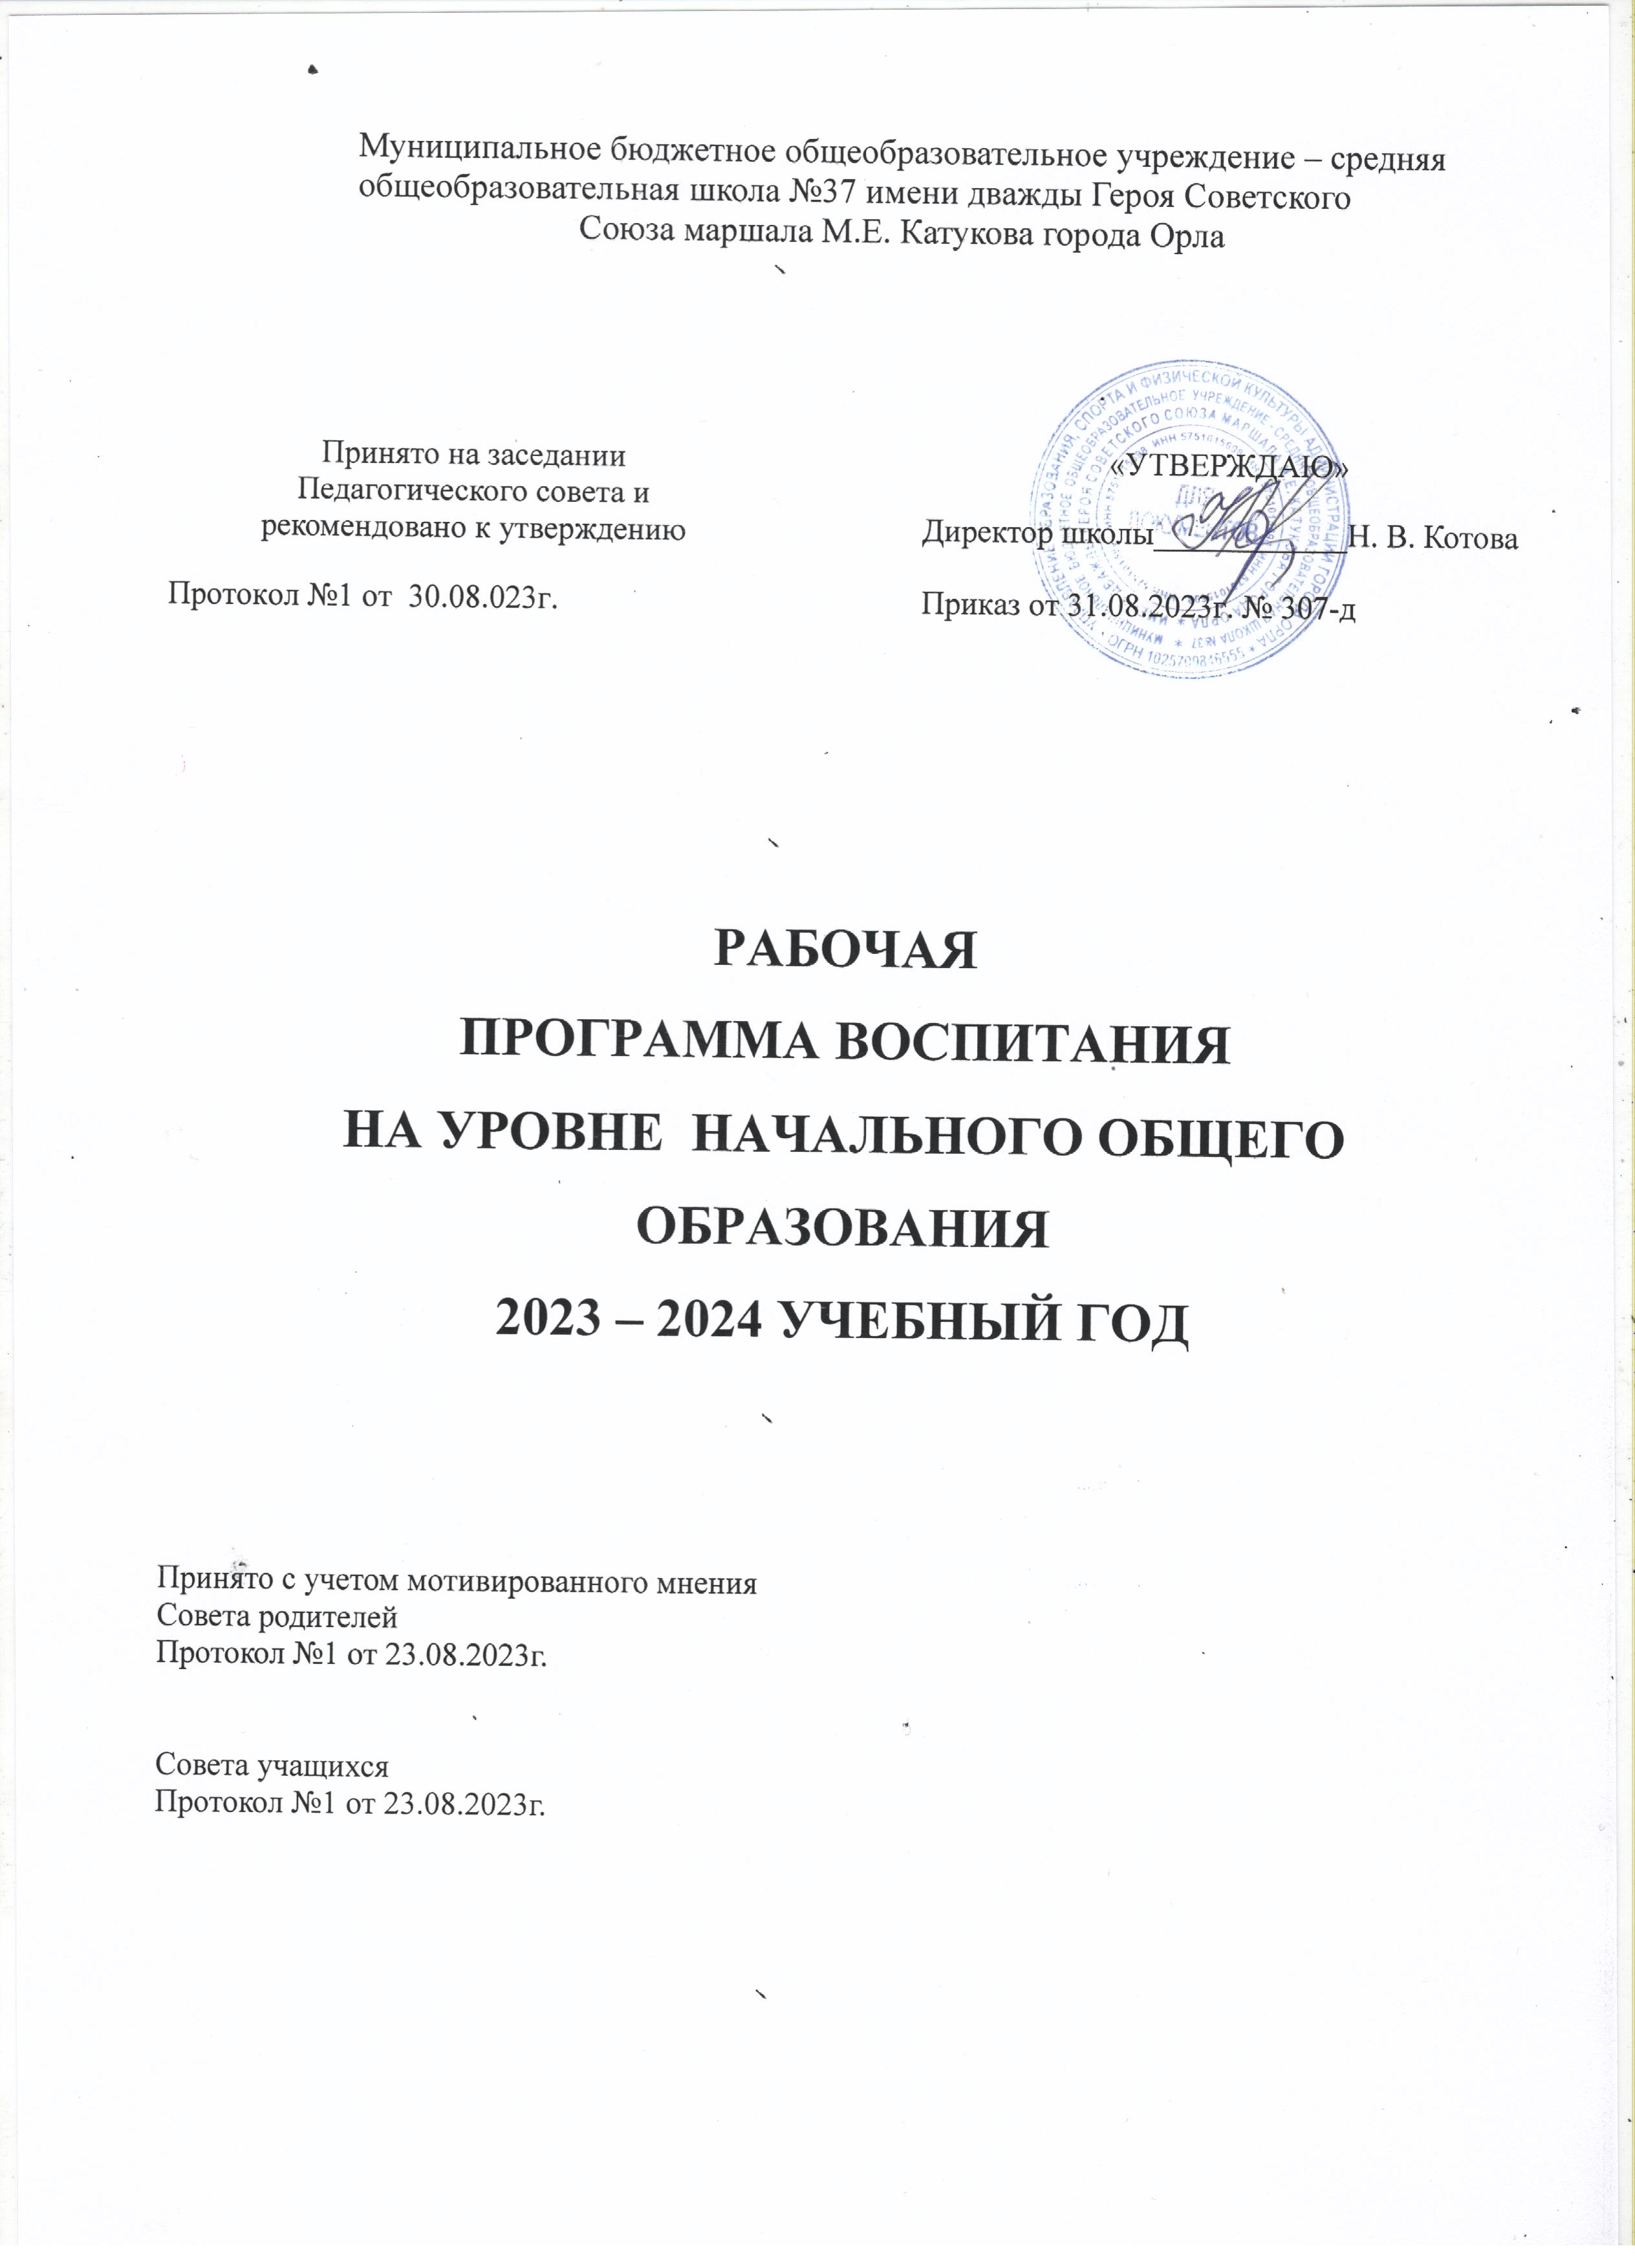 Муниципальное бюджетное общеобразовательное учреждение – средняя
общеобразовательная школа №37 имени дважды Героя Советского
Союза маршала М.Е. Катукова города Орла
Принято на заседании
Педагогического совета и
рекомендовано к утверждению
Протокол №1 от 30.08.023г.
«УТВЕРЖДАЮ»
Директор школы____________Н. В. Котова
Приказ от 31.08.2023г. № 307-д
РАБОЧАЯ
ПРОГРАММА ВОСПИТАНИЯ
НА УРОВНЕ НАЧАЛЬНОГО ОБЩЕГО
ОБРАЗОВАНИЯ
2023 – 2024 УЧЕБНЫЙ ГОД
Принято с учетом мотивированного мнения
Совета родителей
Протокол №1 от 23.08.2023г.
Совета учащихся
Протокол №1 от 23.08.2023г.